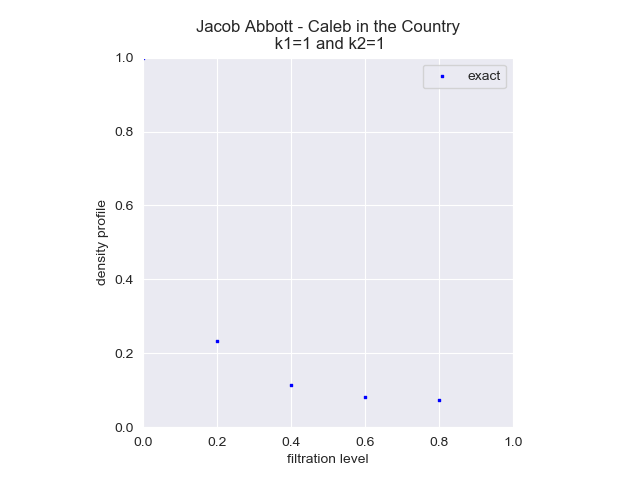 Jacob Abbott - Caleb in the Country
k1=1 and k2=1
exact
density profile
1.0
0.8
0.6
0.4
0.2
0.0
0.0 0.2 0.4 0.6 0.8 1.0
filtration level